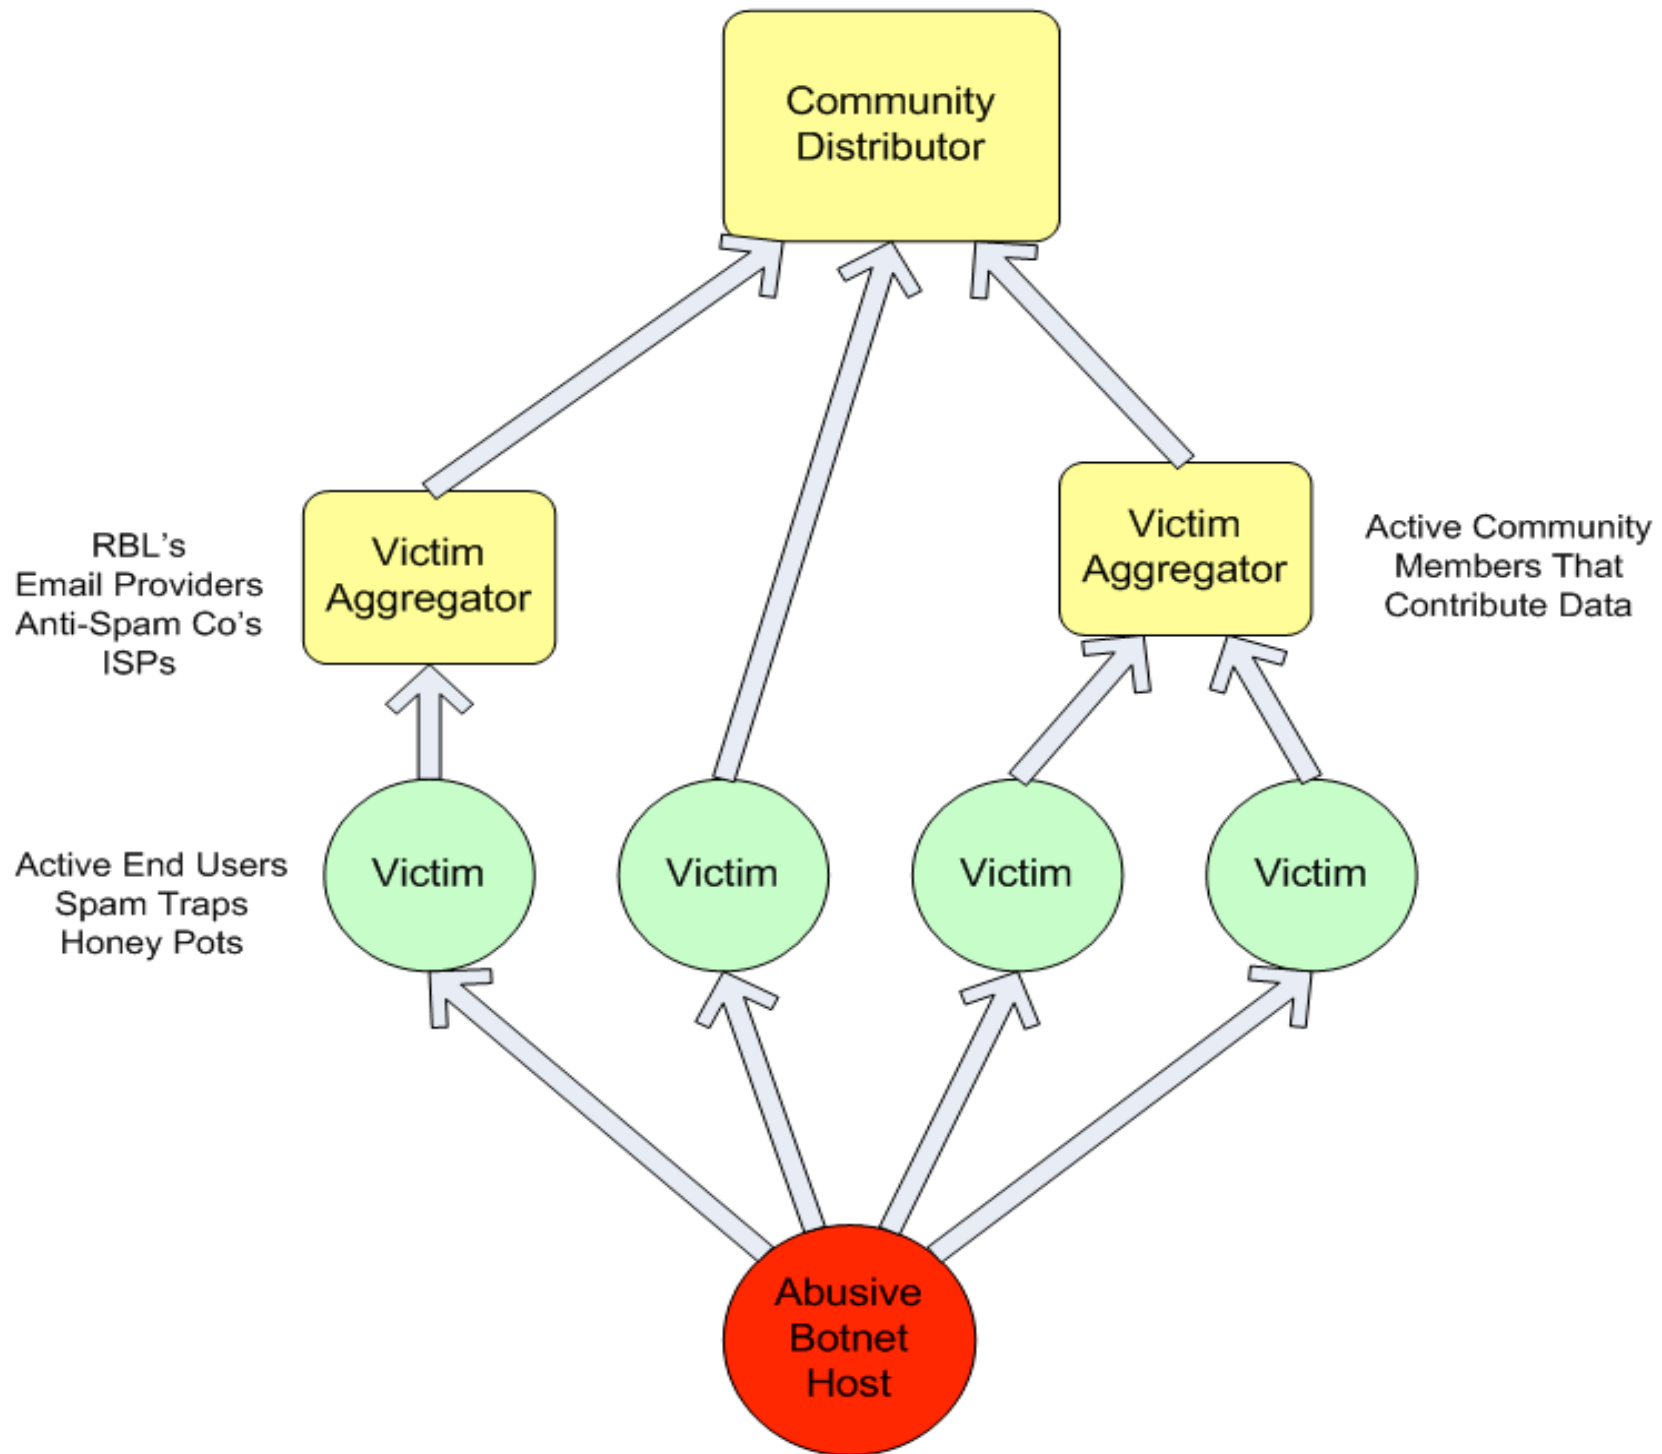 Community
Distributor
RBL's
Email Providers
Anti-Spam Co's
ISPs
Victim
Aggregator
Victim
Aggregator
Active Community
Members That
Contribute Data
Active End Users
Spam Traps
Honey Pots
Victim
Victim
Victim
Victim
Abusive
Botnet
Host